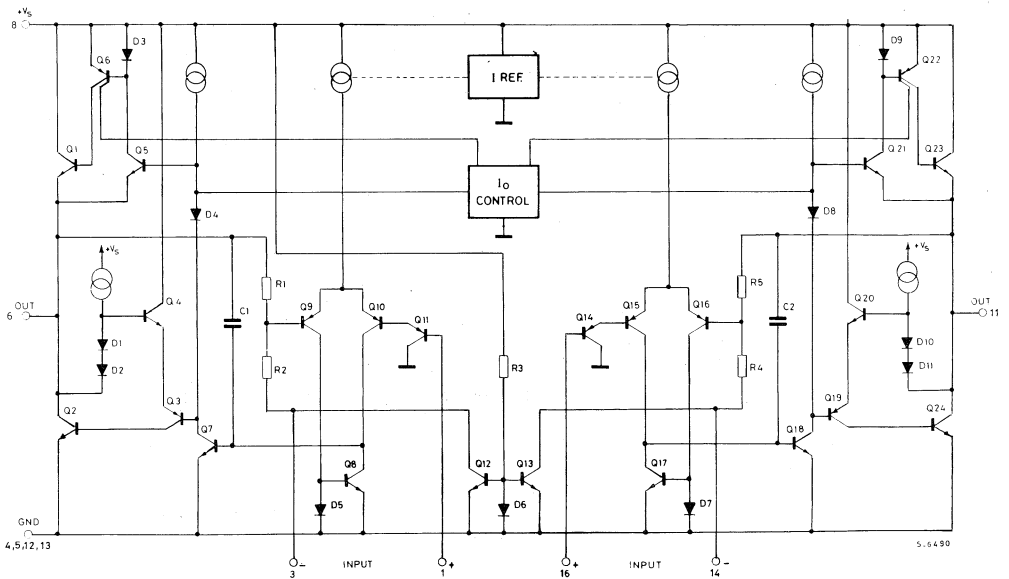 +Vs
8
D3
D9
Q6
Q22
I REF.
Q1
Q5
Q21
Q23
Io
CONTROL
D4
D8
+Vs
+Vs
R1
R5
Q4
Q20
OUT
6
C1
Q9
Q10
Q11
Q14
Q15
Q16
C2
OUT
11
D1
D10
D2
R2
R3
R4
D11
Q3
Q19
Q2
Q24
Q7
Q18
Q8
Q12
Q13
Q17
D5
D6
D7
GND
4,5,12,13
S.6490
3
-
INPUT
1
+
16
+
INPUT
14
-